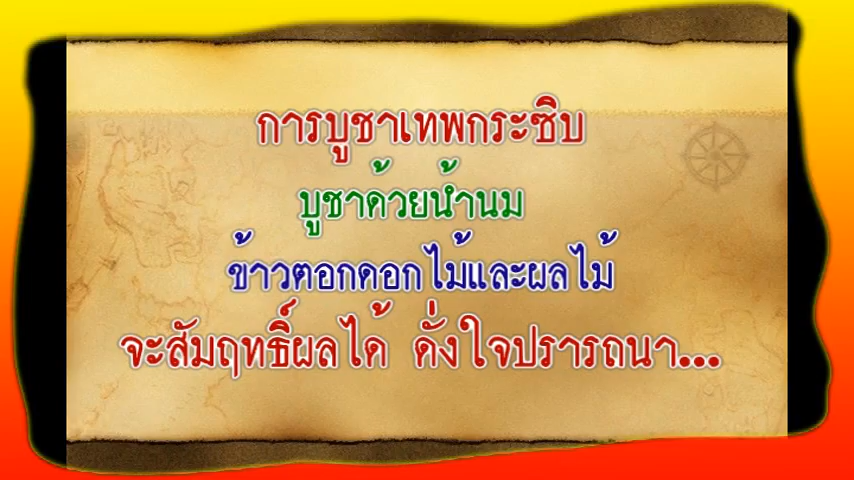 การบูชาเทพกระซิบ
บูชาด้วยน้ำนม
ข้าวตอกดอกไม้และผลไม้
จะสัมฤทธิ์ผลได้ ดั่งใจปรารถนา...